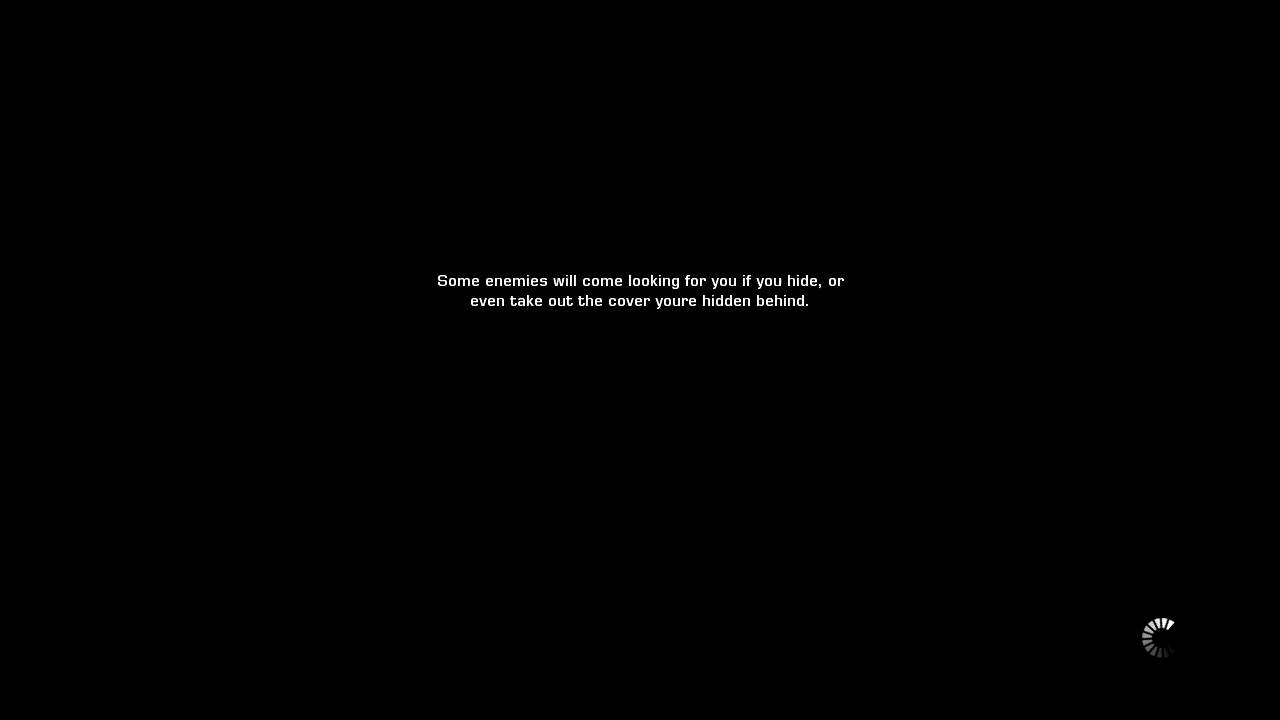 Some enemies will come looking for you if you hide, or
even take out the cover youre hidden behind.